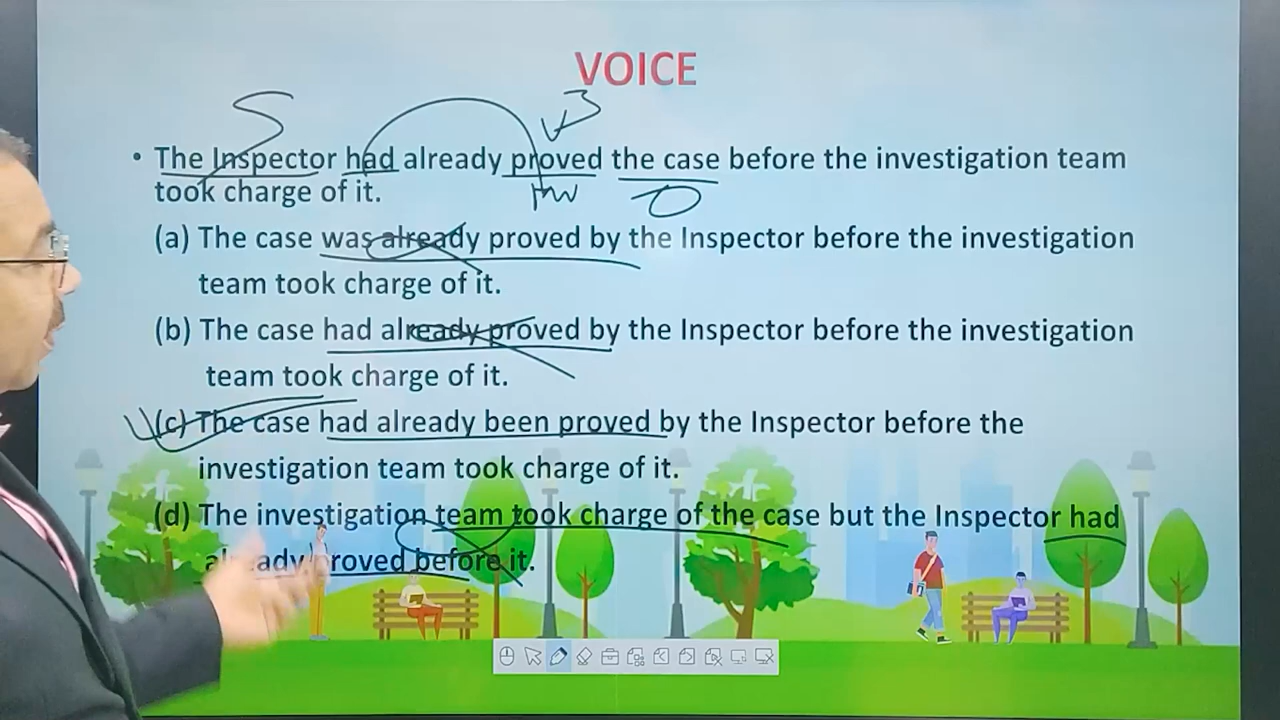 VOICE
S
V3
• The Inspector had already proved the case before the investigation team
took charge of it.
O
(a) The case was already proved by the Inspector before the investigation
team took charge of it.
(b) The case had already proved by the Inspector before the investigation
team took charge of it.
(c) The case had already been proved by the Inspector before the
investigation team took charge of it.
(d) The investigation team took charge of the case but the Inspector had
already proved before it.